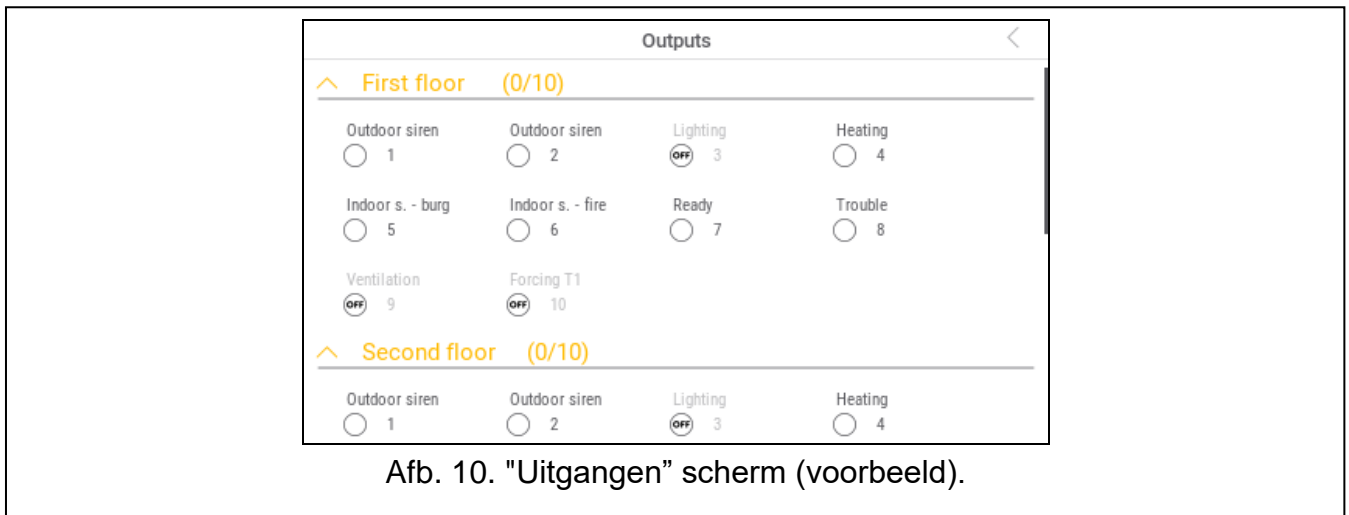 Outputs
First floor (0/10)
Outdoor siren Outdoor siren Lighting Heating
1 2 OFF 3 4
Indoor s. - burg Indoor s. - fire Ready Trouble
5 6 7 8
Ventilation Forcing T1
OFF 9 OFF 10
Second floor (0/10)
Outdoor siren Outdoor siren Lighting Heating
1 2 OFF 3 4
Afb. 10. "Uitgangen” scherm (voorbeeld).